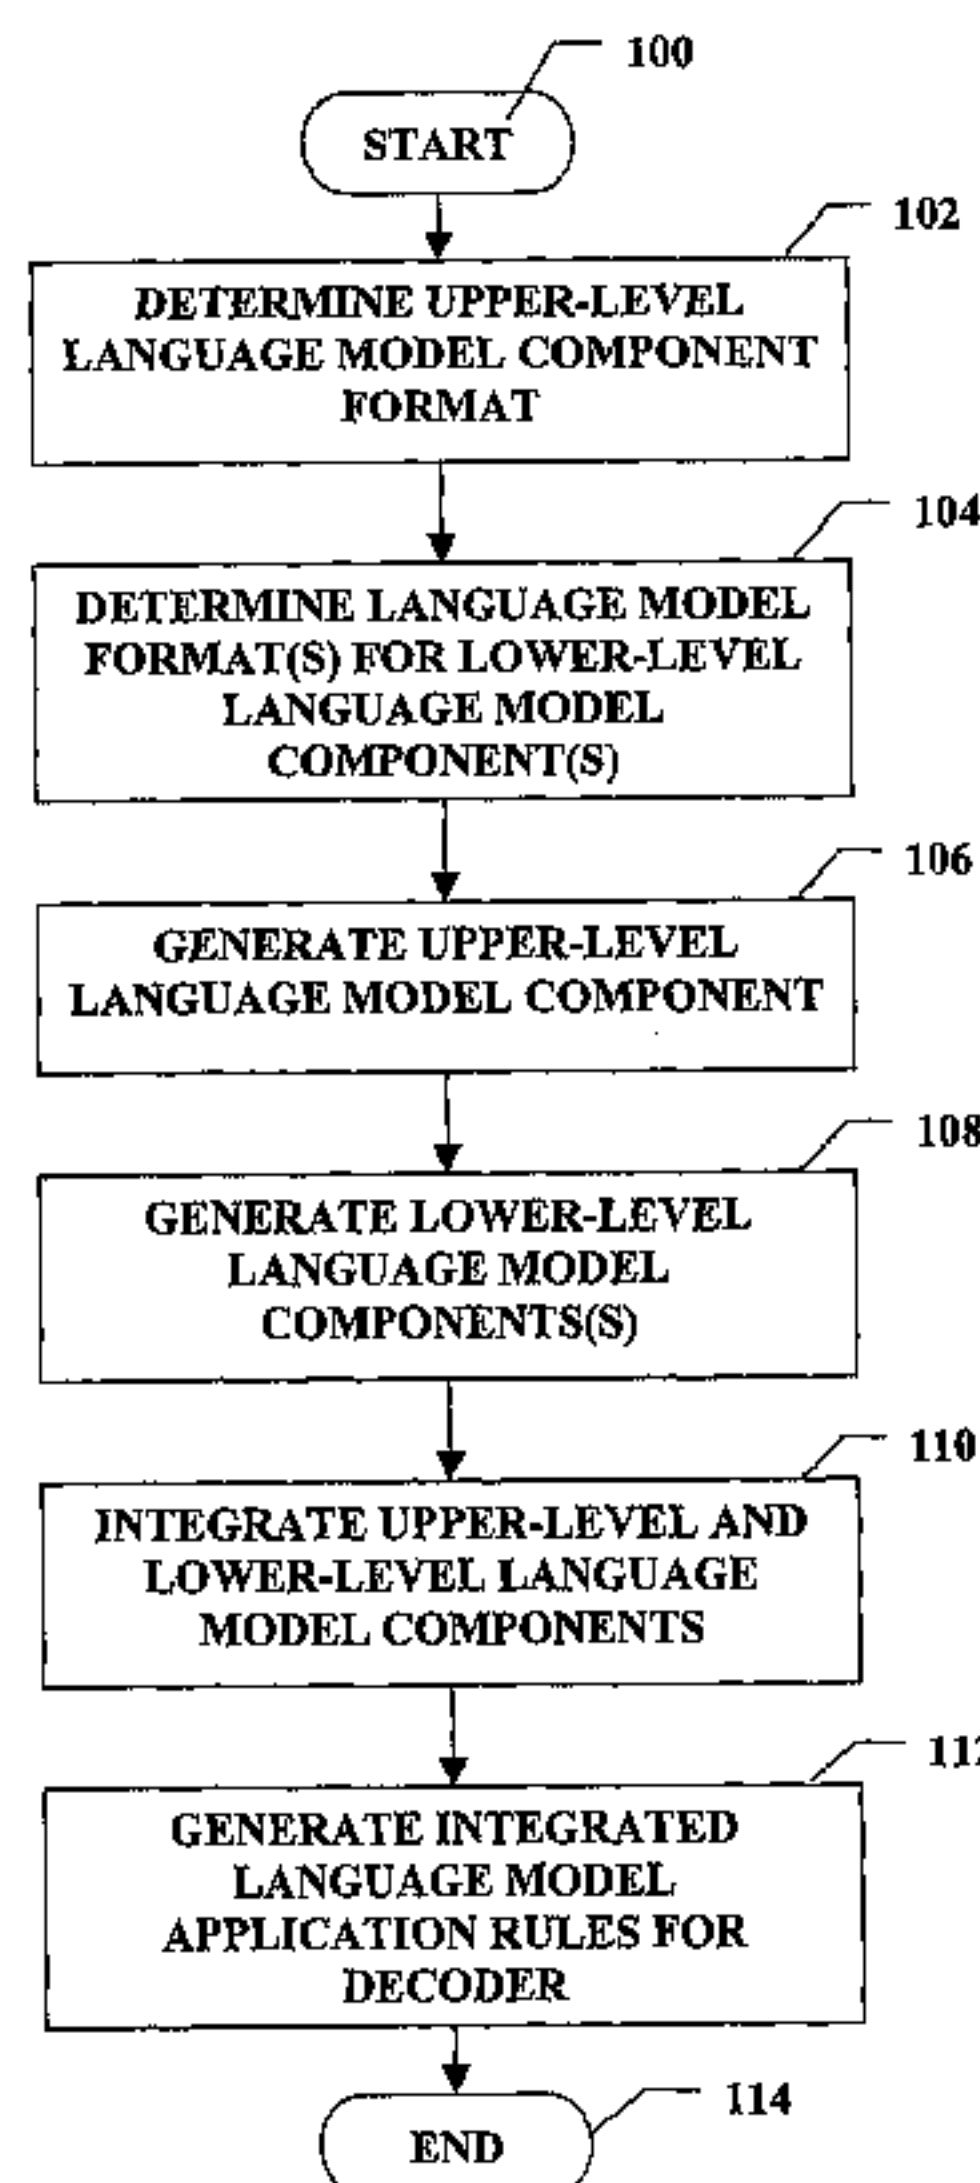 100
START
102
DETERMINE UPPER-LEVEL
LANGUAGE MODEL COMPONENT
FORMAT
104
DETERMINE LANGUAGE MODEL
FORMAT(S) FOR LOWER-LEVEL
LANGUAGE MODEL
COMPONENT(S)
106
GENERATE UPPER-LEVEL
LANGUAGE MODEL COMPONENT
108
GENERATE LOWER-LEVEL
LANGUAGE MODEL
COMPONENTS(S)
110
INTEGRATE UPPER-LEVEL AND
LOWER-LEVEL LANGUAGE
MODEL COMPONENTS
112
GENERATE INTEGRATED
LANGUAGE MODEL
APPLICATION RULES FOR
DECODER
114
END